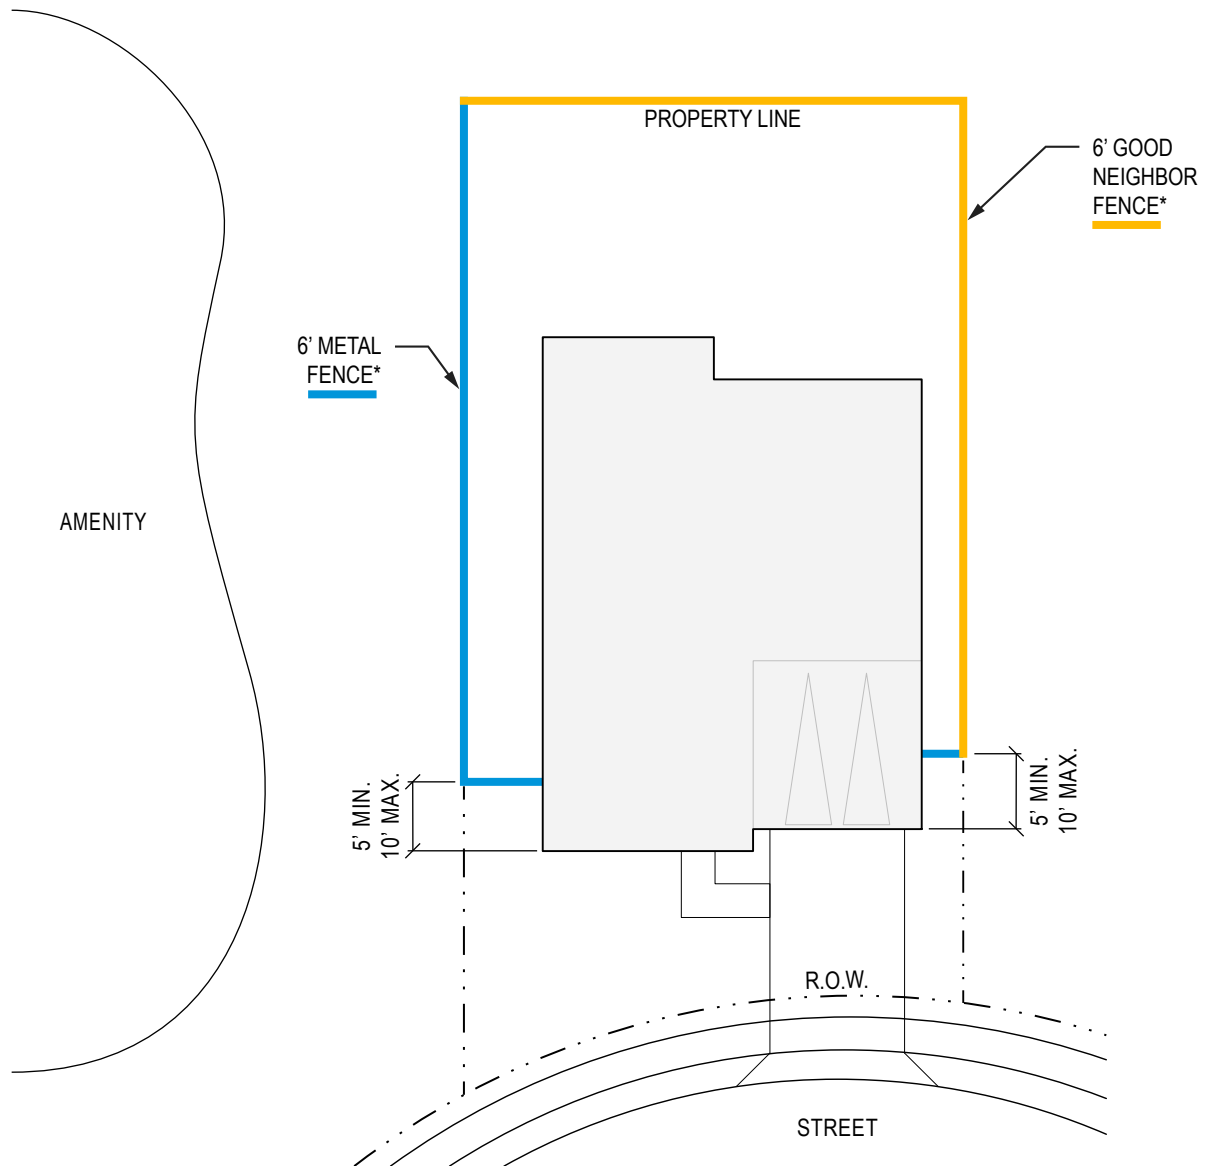 PROPERTY LINE
6’ GOOD
NEIGHBOR
FENCE*
6’ METAL
FENCE*
AMENITY
5’ MIN.
10’ MAX.
5’ MIN.
10’ MAX.
R.O.W.
STREET